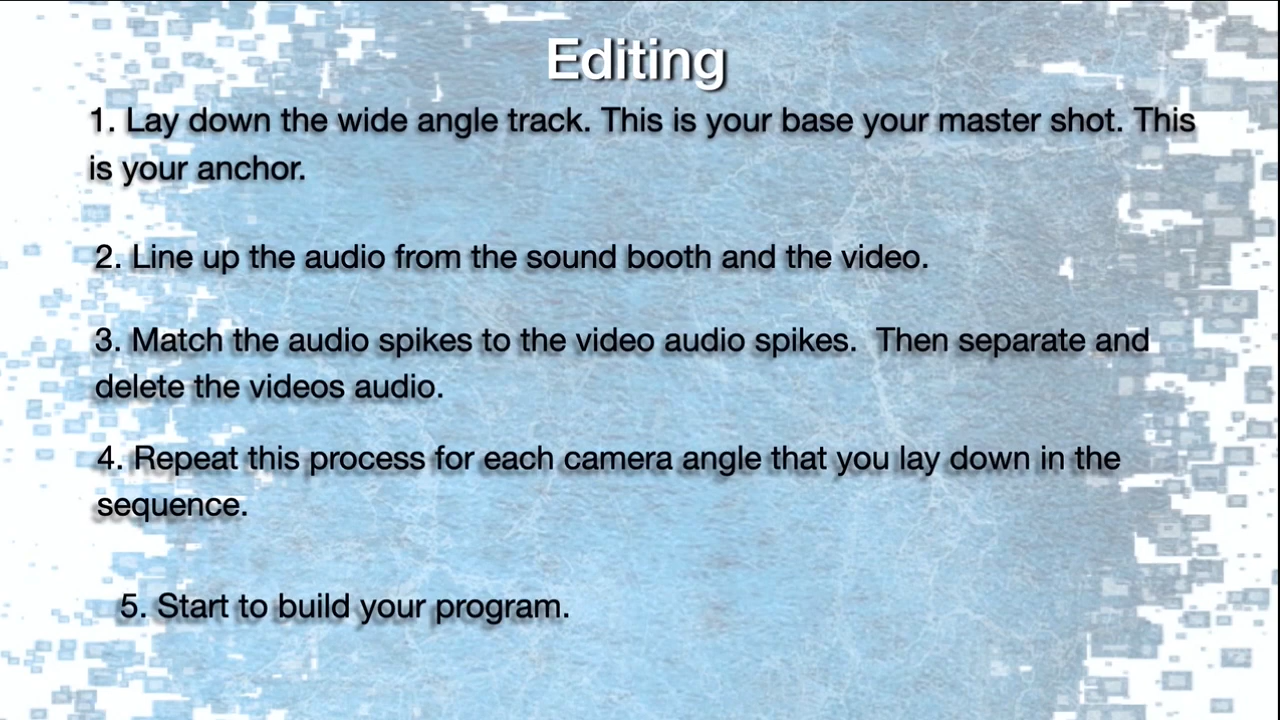 Editing
1. Lay down the wide angle track. This is your base your master shot. This
is your anchor.
2. Line up the audio from the sound booth and the video.
3. Match the audio spikes to the video audio spikes.  Then separate and
delete the videos audio.
4. Repeat this process for each camera angle that you lay down in the
sequence.
5. Start to build your program.